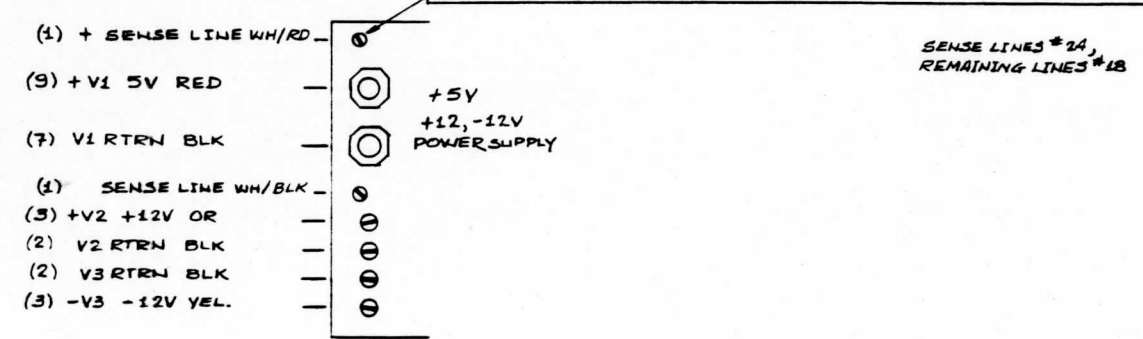 (1) + SENSE LINE WH/RD
(9) +V1 5V RED
(7) V1 RTRN BLK
(1) SENSE LINE WH/BLK
(3) +V2 +12V OR
(2) V2 RTRN BLK
(2) V3 RTRN BLK
(3) -V3 -12V YEL.
+5V
+12, -12V
POWER SUPPLY
SENSE LINES #24,
REMAINING LINES #18